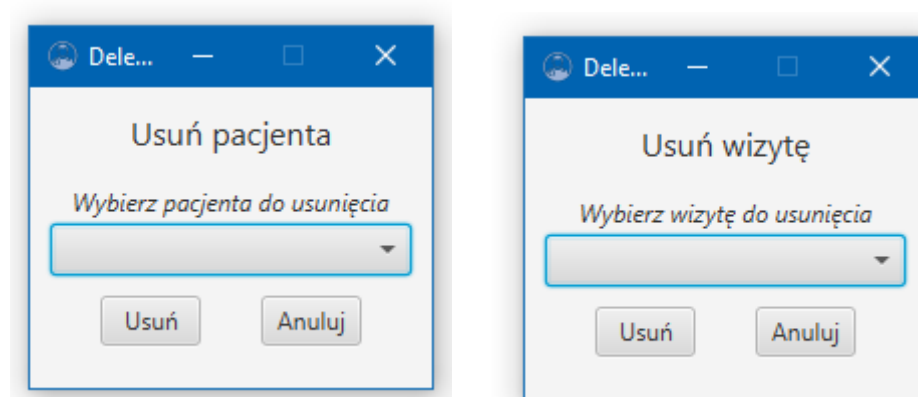 Dele...
Usuń pacjenta
Wybierz pacjenta do usunięcia
Usuń Anuluj
Dele...
Usuń wizytę
Wybierz wizytę do usunięcia
Usuń Anuluj